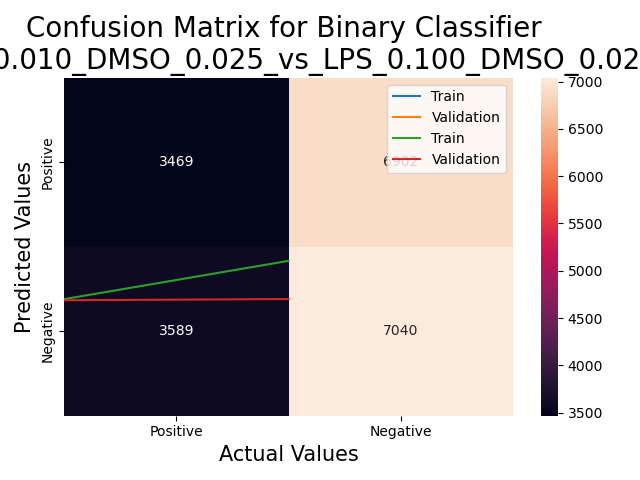 Confusion Matrix for Binary Classifier
0.010_DMSO_0.025_vs_LPS_0.100_DMSO_0.02
Train
Validation
Train
Validation
3469
6902
3589
7040
Positive
Negative
Predicted Values
Positive
Negative
Actual Values
7000
6500
6000
5500
5000
4500
4000
3500